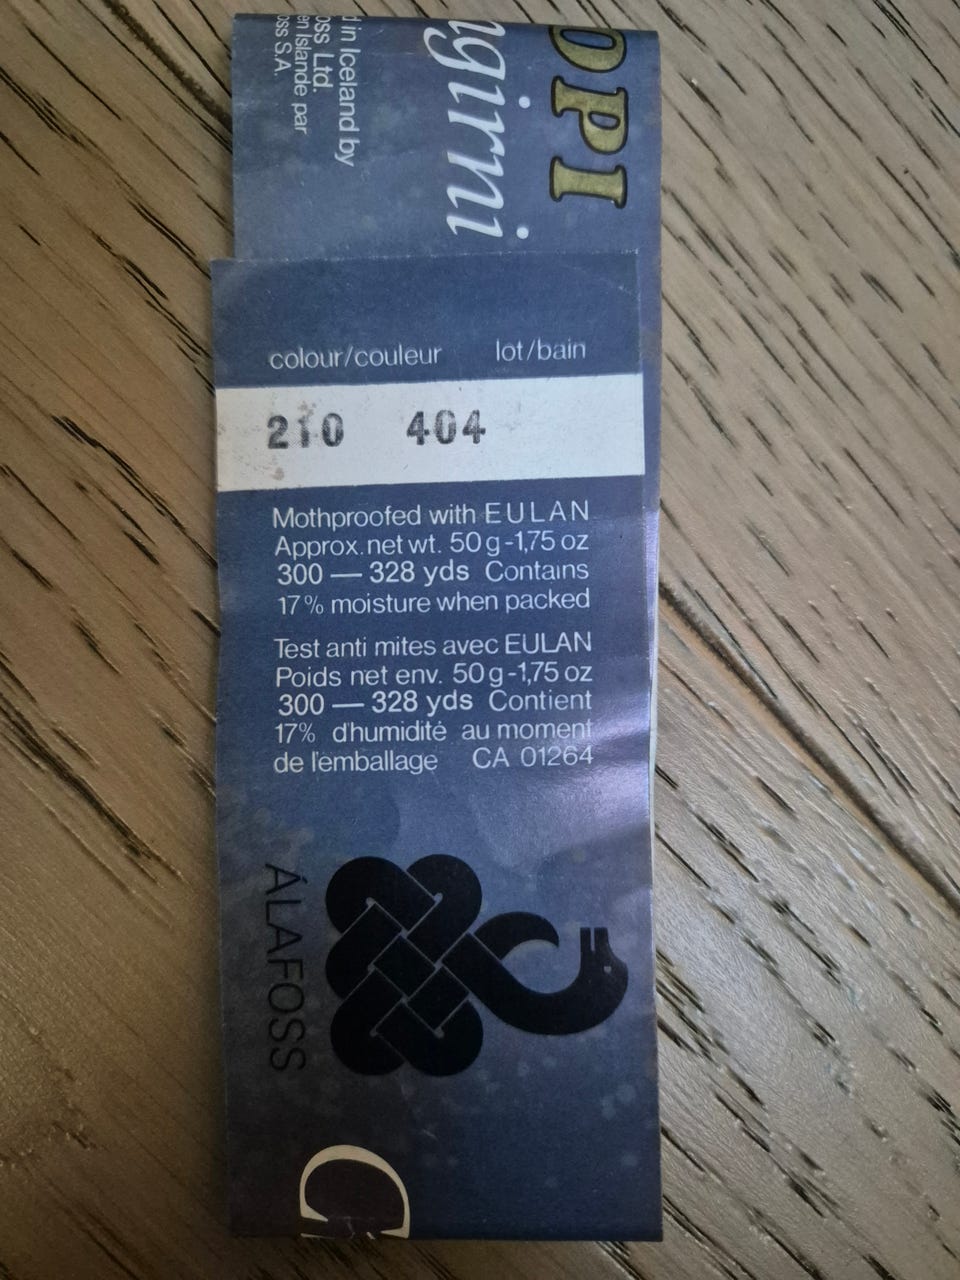 OPI
ngirni
d in Iceland by
oss Ltd.
en Islande par
oss S.A.
colour/couleur lot/bain
210 404
Mothproofed with EULAN
Approx. net wt. 50 g - 1,75 oz
300 — 328 yds Contains
17% moisture when packed
Test anti mites avec EULAN
Poids net env. 50 g - 1,75 oz
300 — 328 yds Contient
17% d'humidité au moment
de l'emballage CA 01264
ÁLAFOSS